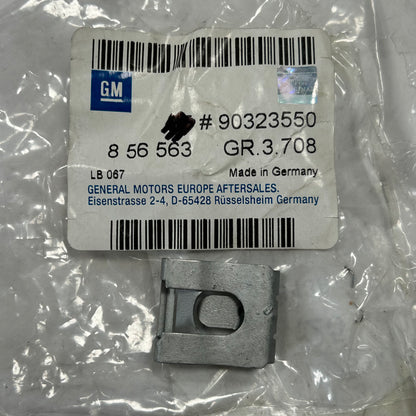 GM
# 90323550
8 56 563 GR.3.708
LB 067 Made in Germany
GENERAL MOTORS EUROPE AFTERSALES.
Eisenstrasse 2-4, D-65428 Rüsselsheim Germany